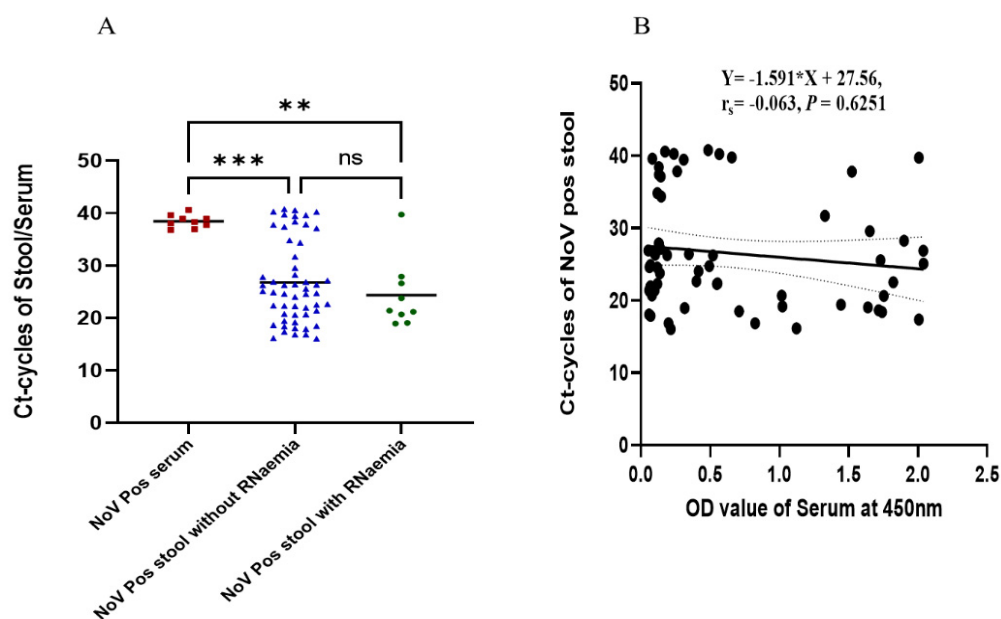 A
Ct-cycles of Stool/Serum
50
40
30
20
10
0
**
***
ns
NoV Pos serum
NoV Pos stool without RNaemia
NoV Pos stool with RNaemia
B
Y= -1.591*X + 27.56,
rs= -0.063, P = 0.6251
Ct-cycles of NoV pos stool
50
40
30
20
10
0
0.0 0.5 1.0 1.5 2.0 2.5
OD value of Serum at 450nm